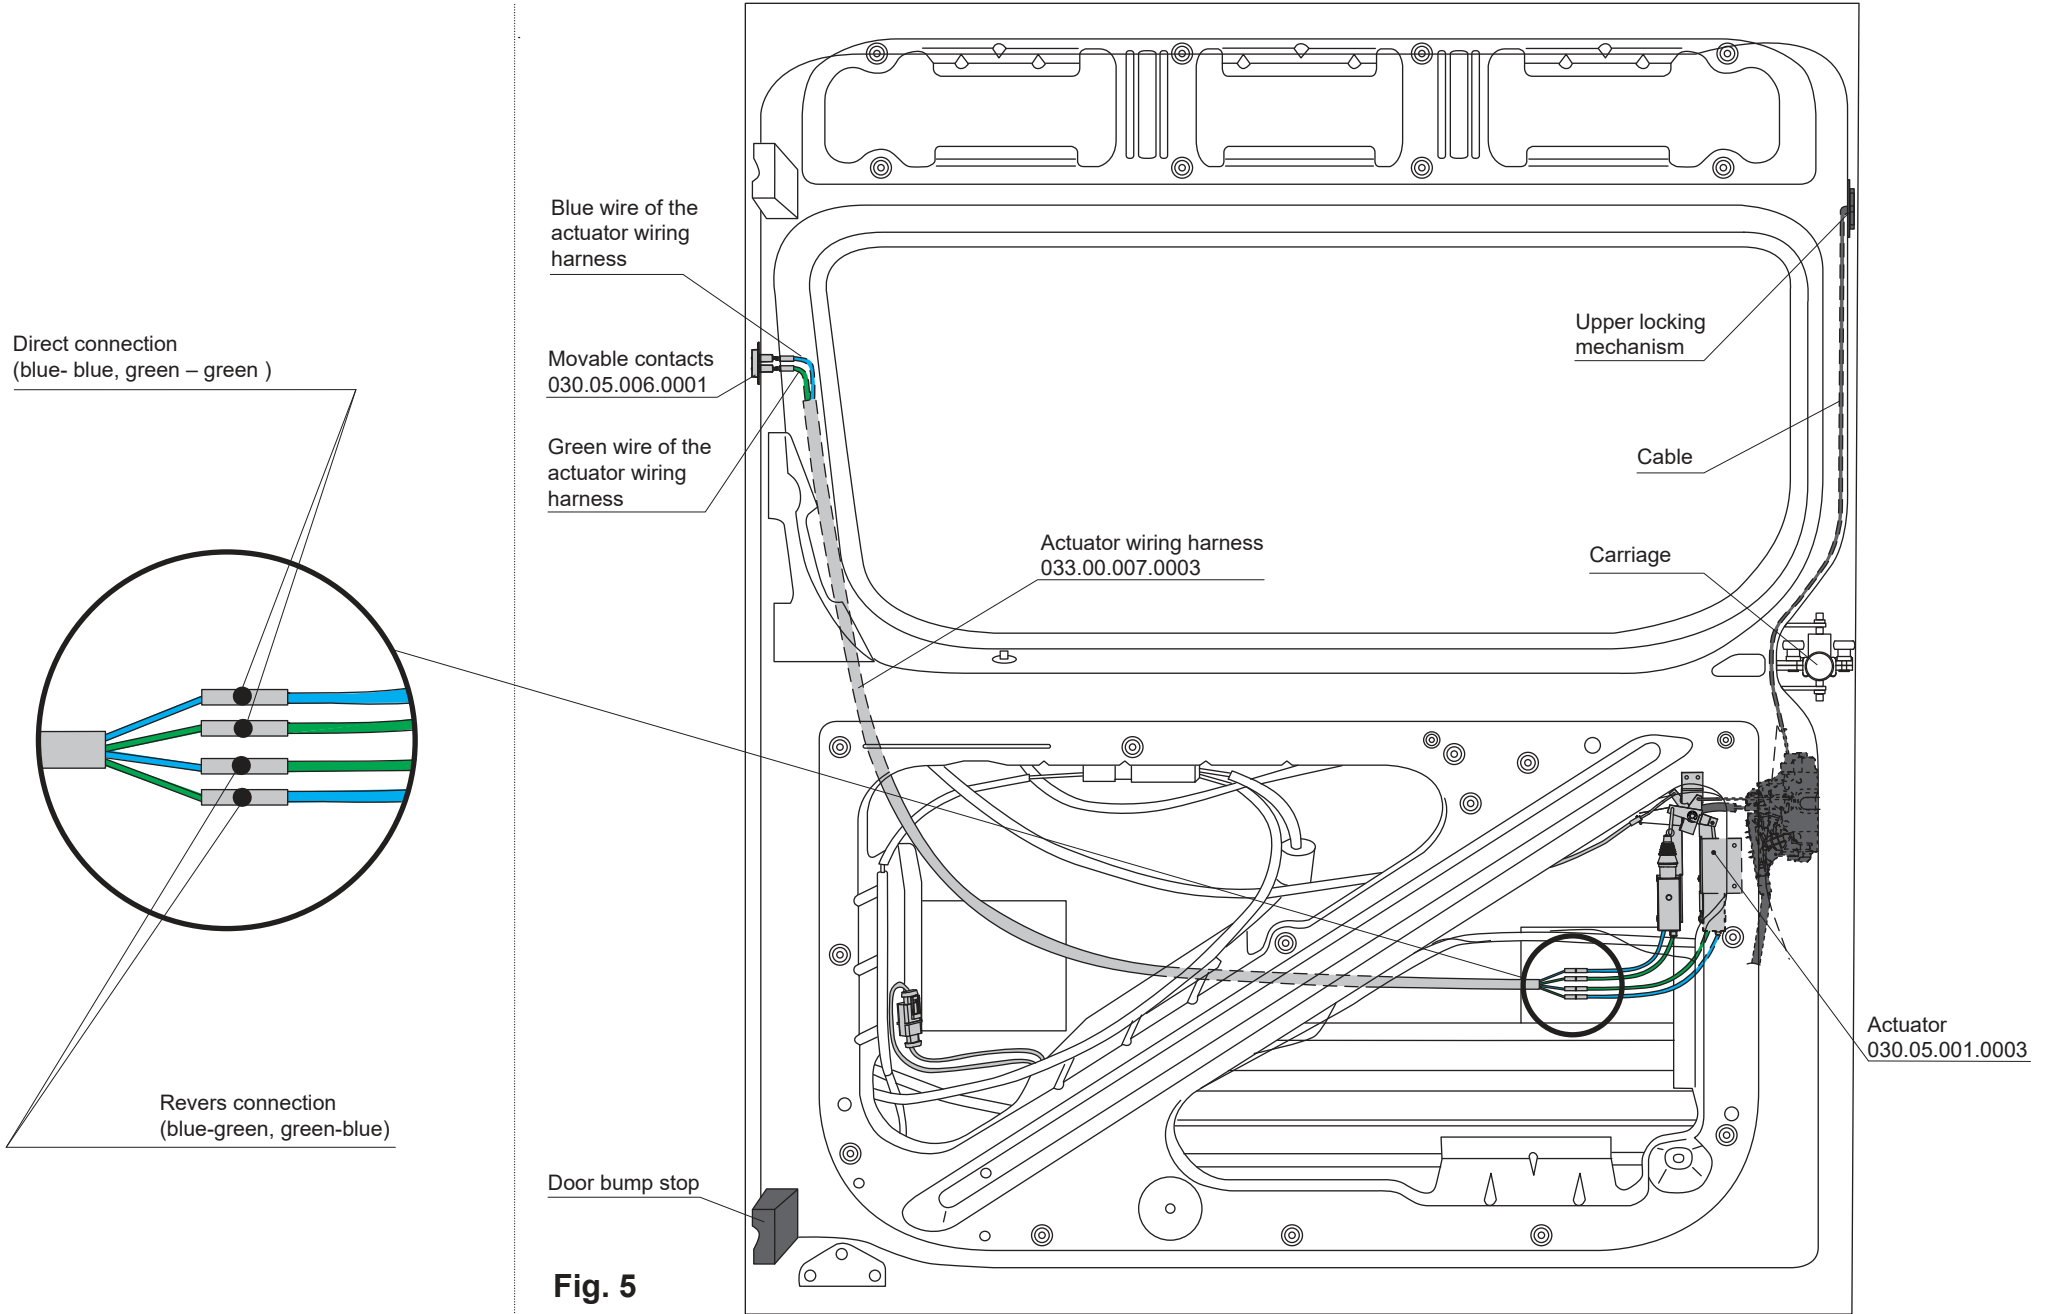 Direct connection
(blue- blue, green – green )
Revers connection
(blue-green, green-blue)
Blue wire of the
actuator wiring
harness
Movable contacts
030.05.006.0001
Green wire of the
actuator wiring
harness
Actuator wiring harness
033.00.007.0003
Upper locking
mechanism
Cable
Carriage
Actuator
030.05.001.0003
Door bump stop
Fig. 5